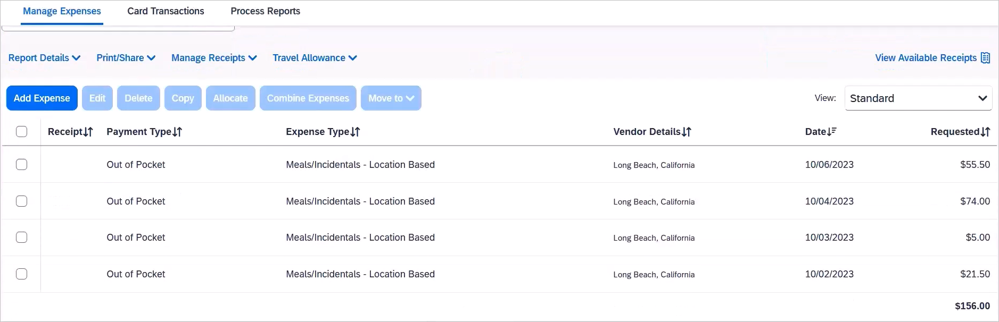 Manage Expenses Card Transactions Process Reports
Report Details Print/Share Manage Receipts Travel Allowance View Available Receipts
Add Expense Edit Delete Copy Allocate Combine Expenses Move to View: Standard
Receipt Payment Type Expense Type Vendor Details Date Requested
Out of Pocket Meals/Incidentals - Location Based Long Beach, California 10/06/2023 $55.50
Out of Pocket Meals/Incidentals - Location Based Long Beach, California 10/04/2023 $74.00
Out of Pocket Meals/Incidentals - Location Based Long Beach, California 10/03/2023 $5.00
Out of Pocket Meals/Incidentals - Location Based Long Beach, California 10/02/2023 $21.50
$156.00